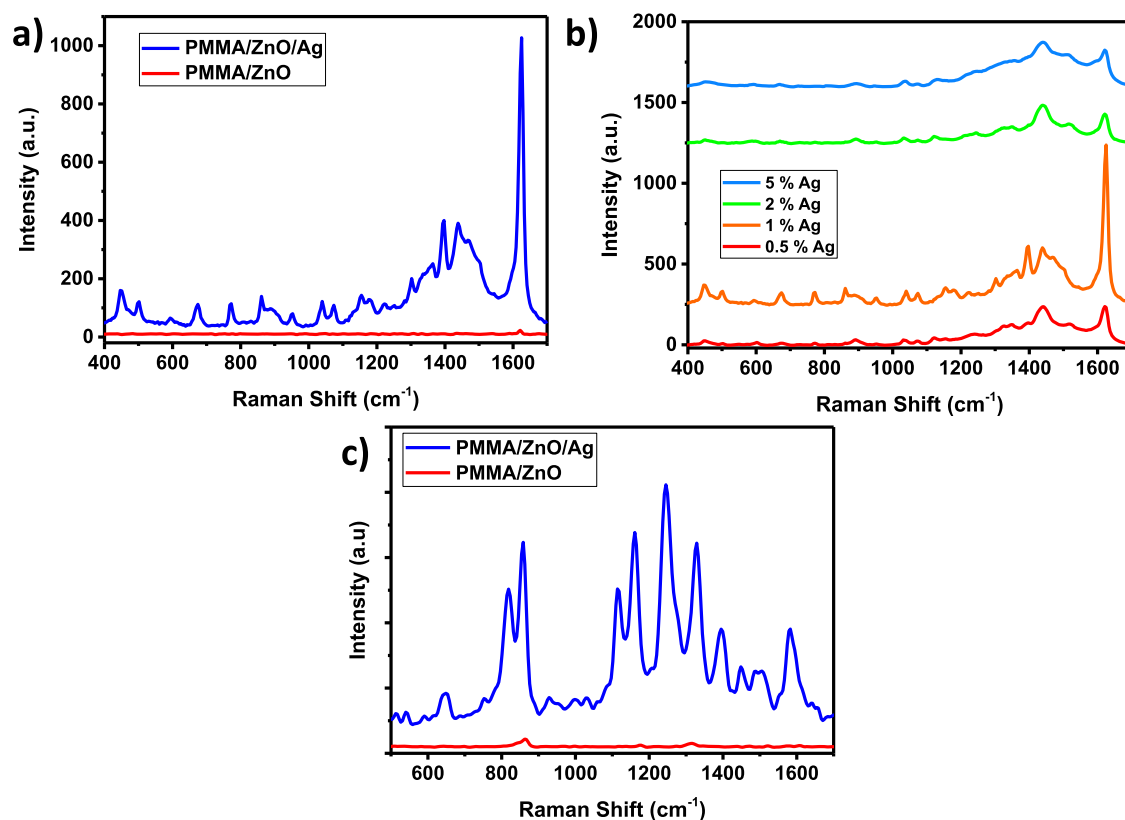 a)
PMMA/ZnO/Ag
PMMA/ZnO
1000
800
600
400
200
0
Intensity (a.u.)
400 600 800 1000 1200 1400 1600
Raman Shift (cm-1)
b)
2000
1500
1000
500
0
Intensity (a.u.)
5 % Ag
2 % Ag
1 % Ag
0.5 % Ag
400 600 800 1000 1200 1400 1600
Raman Shift (cm-1)
c)
PMMA/ZnO/Ag
PMMA/ZnO
Intensity (a.u)
600 800 1000 1200 1400 1600
Raman Shift (cm-1)